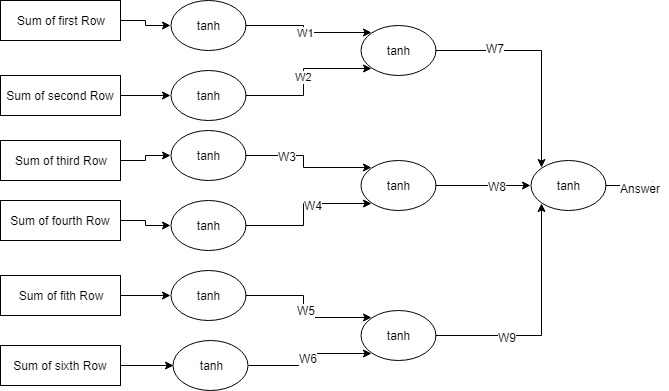 Sum of first Row
tanh
W1
tanh
W7
Sum of second Row
tanh
W2
Sum of third Row
tanh
W3
tanh
W8
tanh
Answer
Sum of fourth Row
tanh
W4
Sum of fith Row
tanh
W5
tanh
W9
Sum of sixth Row
tanh
W6